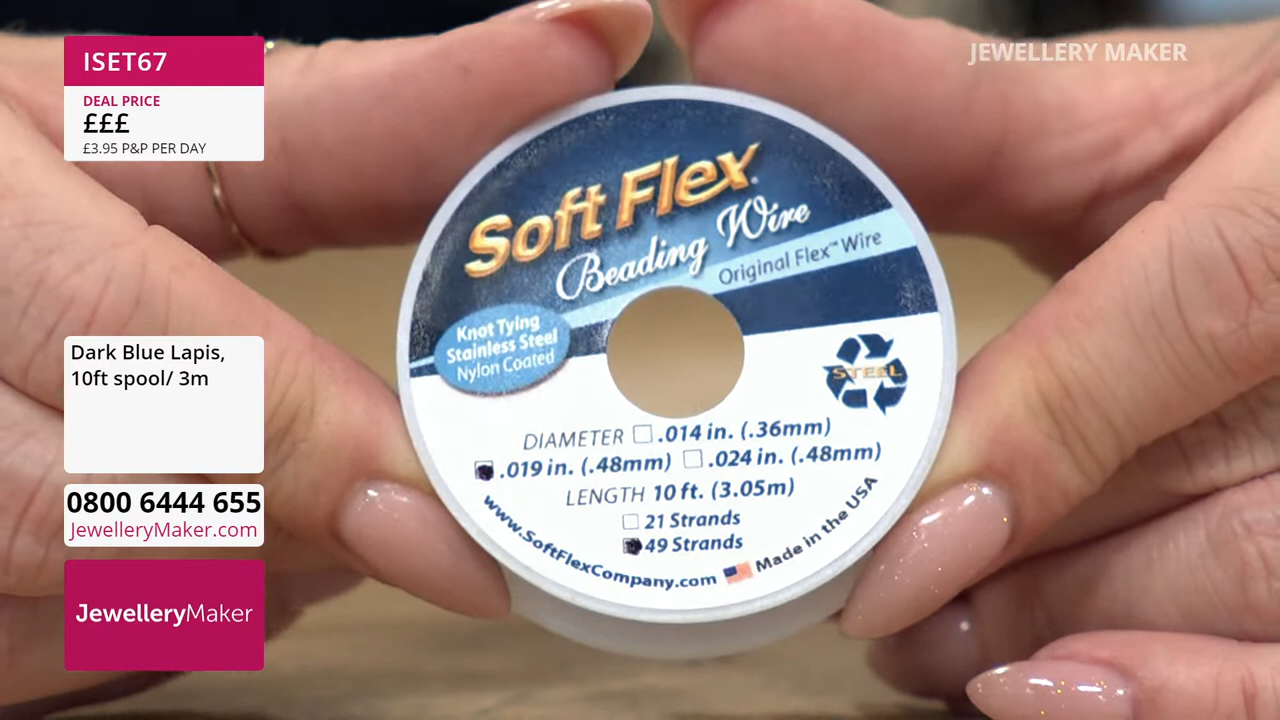 ISET67
DEAL PRICE
£££
£3.95 P&P PER DAY
JEWELLERY MAKER
Soft Flex
Beading Wire
Original Flex™ Wire
Knot Tying
Stainless Steel
Nylon Coated
STEEL
DIAMETER .014 in. (.36mm)
.019 in. (.48mm) .024 in. (.48mm)
LENGTH 10 ft. (3.05m)
21 Strands
49 Strands
www.SoftFlexCompany.com
Made in the USA
Dark Blue Lapis,
10ft spool/ 3m
0800 6444 655
JewelleryMaker.com
JewelleryMaker